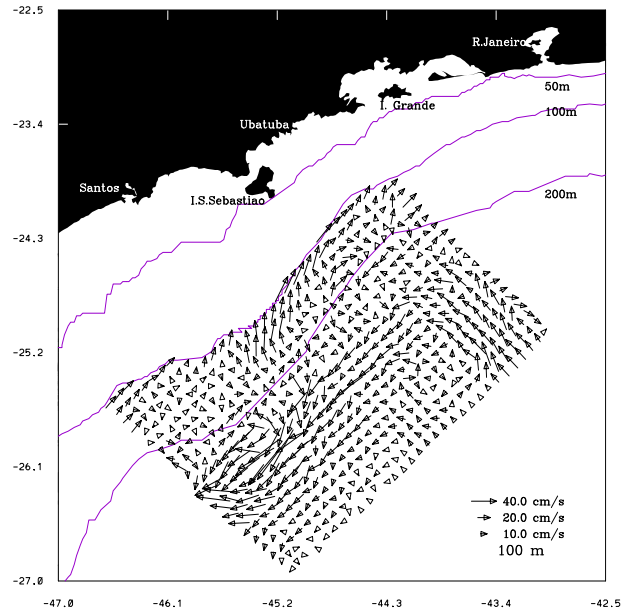 -22.5
R.Janeiro
50m
I. Grande
100m
-23.4
Ubatuba
Santos
200m
I.S.Sebastiao
-24.3
-25.2
-26.1
40.0 cm/s
20.0 cm/s
10.0 cm/s
100 m
-27.0
-47.0 -46.1 -45.2 -44.3 -43.4 -42.5